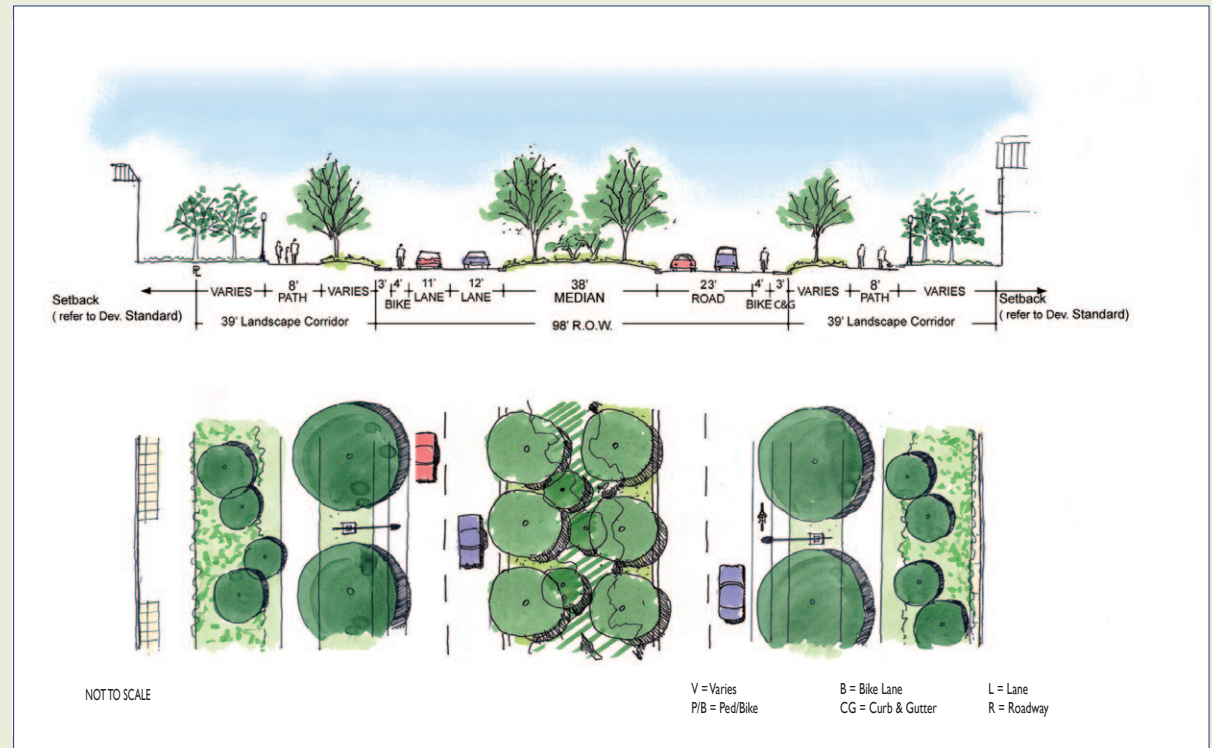 Setback
( refer to Dev. Standard)
VARIES
8'
PATH
VARIES
3'
4'
BIKE
11'
LANE
12'
LANE
38'
MEDIAN
23'
ROAD
4'
BIKE
3'
C&G
VARIES
8'
PATH
VARIES
Setback
( refer to Dev. Standard)
39' Landscape Corridor
98' R.O.W.
39' Landscape Corridor
NOT TO SCALE
V = Varies
P/B = Ped/Bike
B = Bike Lane
CG = Curb & Gutter
L = Lane
R = Roadway